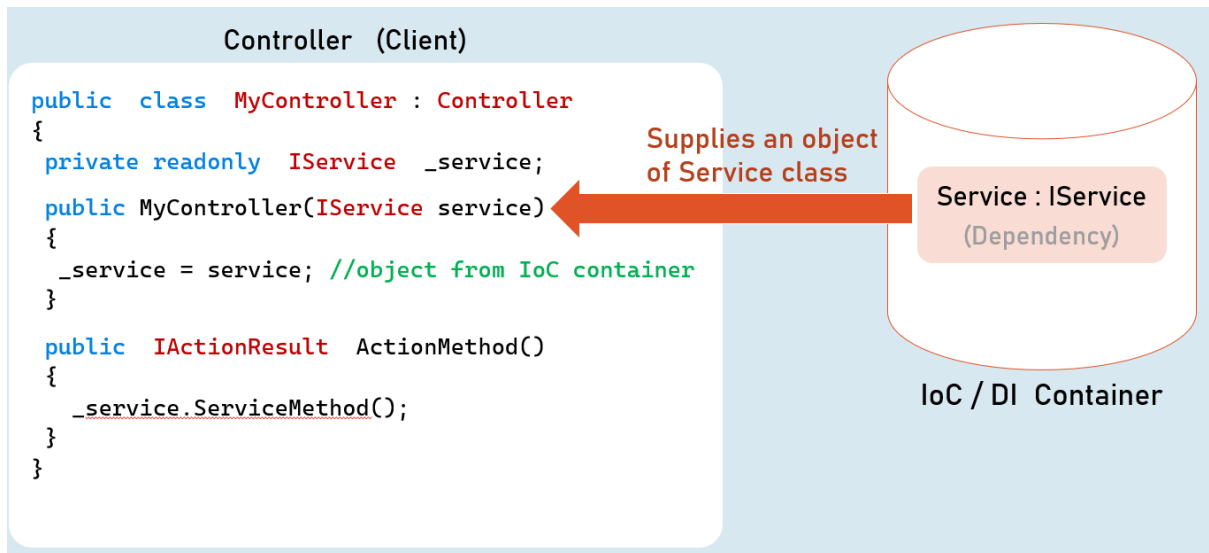 Controller (Client)
public class MyController : Controller
{
private readonly IService _service;
public MyController(IService service)
{
_service = service; //object from IoC container
}
public IActionResult ActionMethod()
{
_service.ServiceMethod();
}
}
Supplies an object
of Service class
Service : IService
(Dependency)
IoC / DI Container